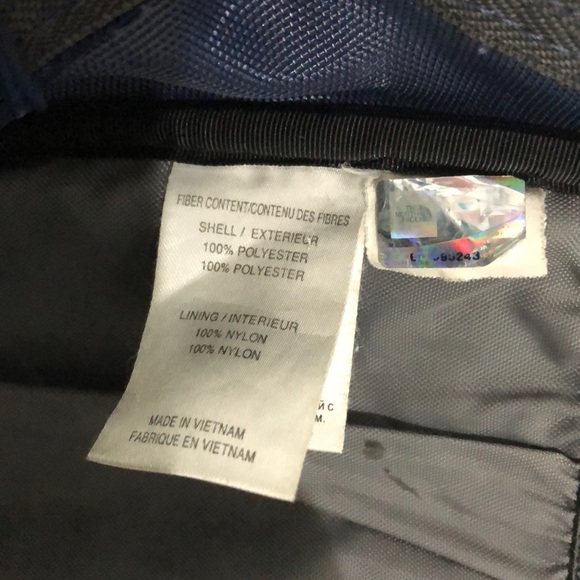 FIBER CONTENT/CONTENU DES FIBRES
SHELL / EXTERIEUR
100% POLYESTER
100% POLYESTER
LINING / INTERIEUR
100% NYLON
100% NYLON
MADE IN VIETNAM
FABRIQUE EN VIETNAM
Й С
М.